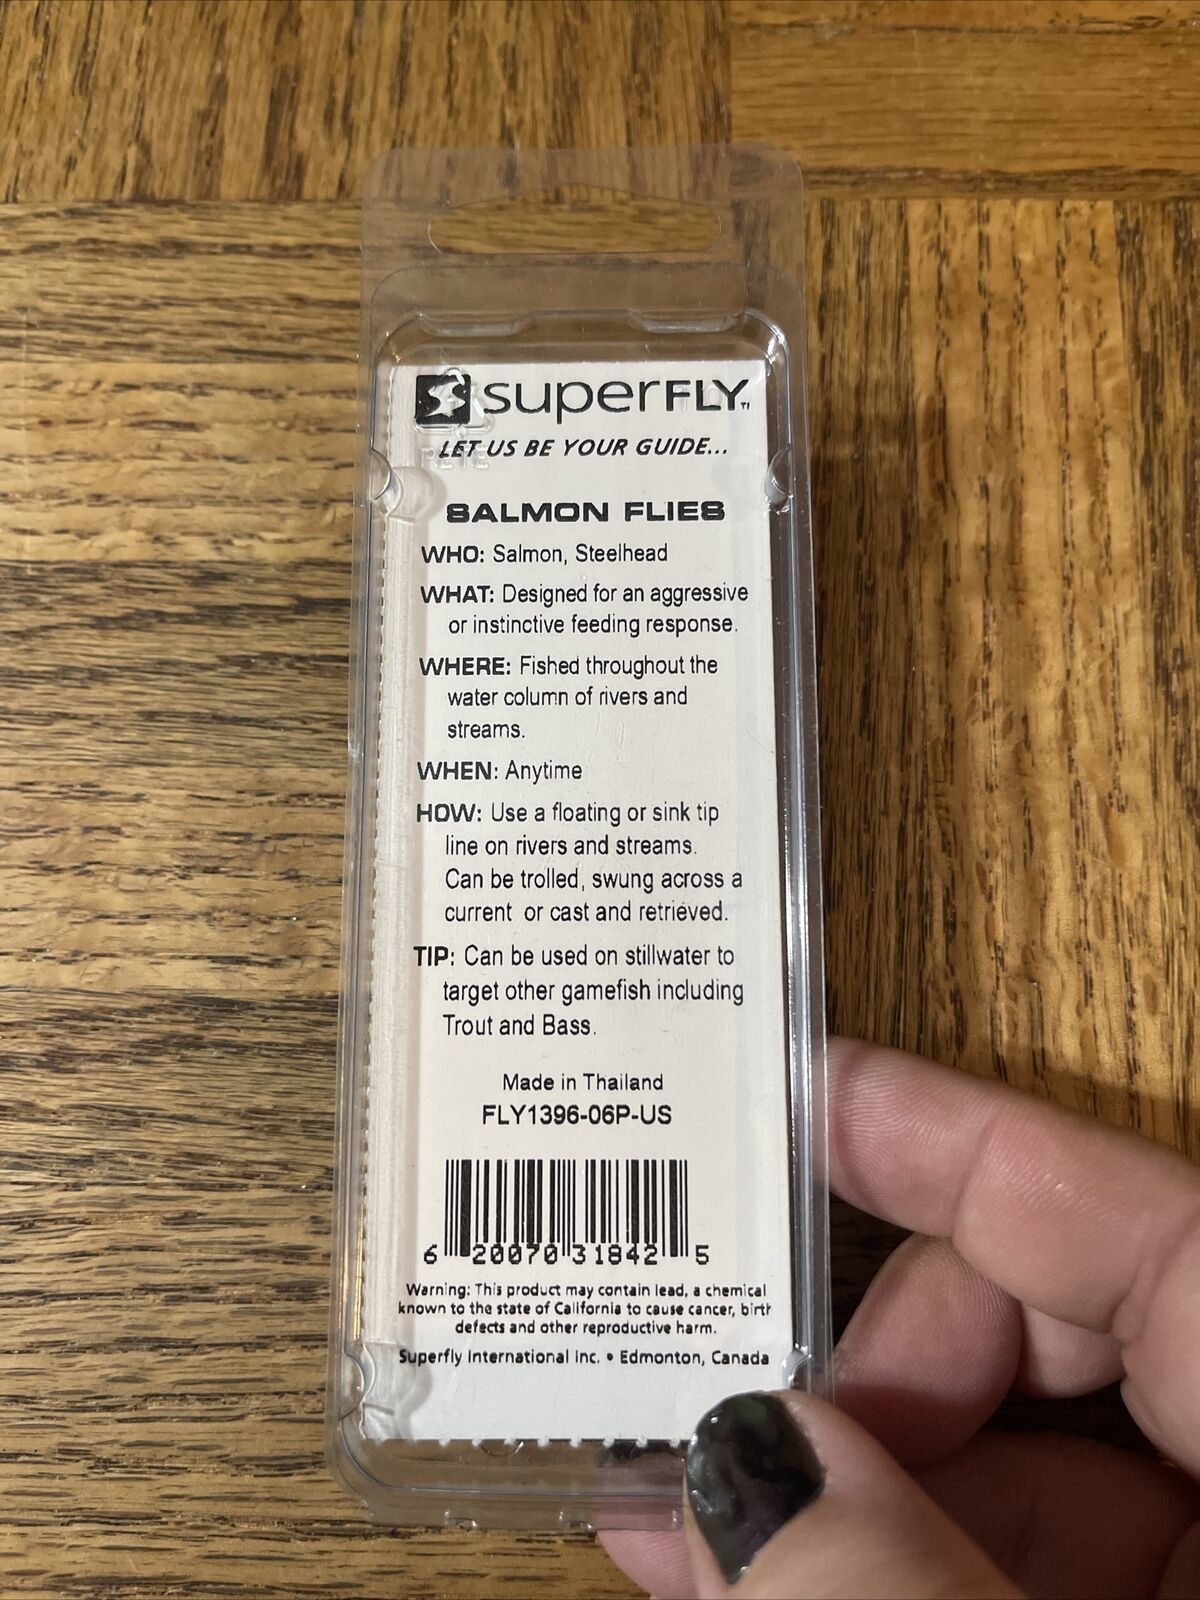 superFLY™
LET US BE YOUR GUIDE...
SALMON FLIES
WHO: Salmon, Steelhead
WHAT: Designed for an aggressive
or instinctive feeding response.
WHERE: Fished throughout the
water column of rivers and
streams.
WHEN: Anytime
HOW: Use a floating or sink tip
line on rivers and streams.
Can be trolled, swung across a
current or cast and retrieved.
TIP: Can be used on stillwater to
target other gamefish including
Trout and Bass.
Made in Thailand
FLY1396-06P-US
6 20070 31842 5
Warning: This product may contain lead, a chemical
known to the state of California to cause cancer, birth
defects and other reproductive harm.
Superfly International Inc. • Edmonton, Canada